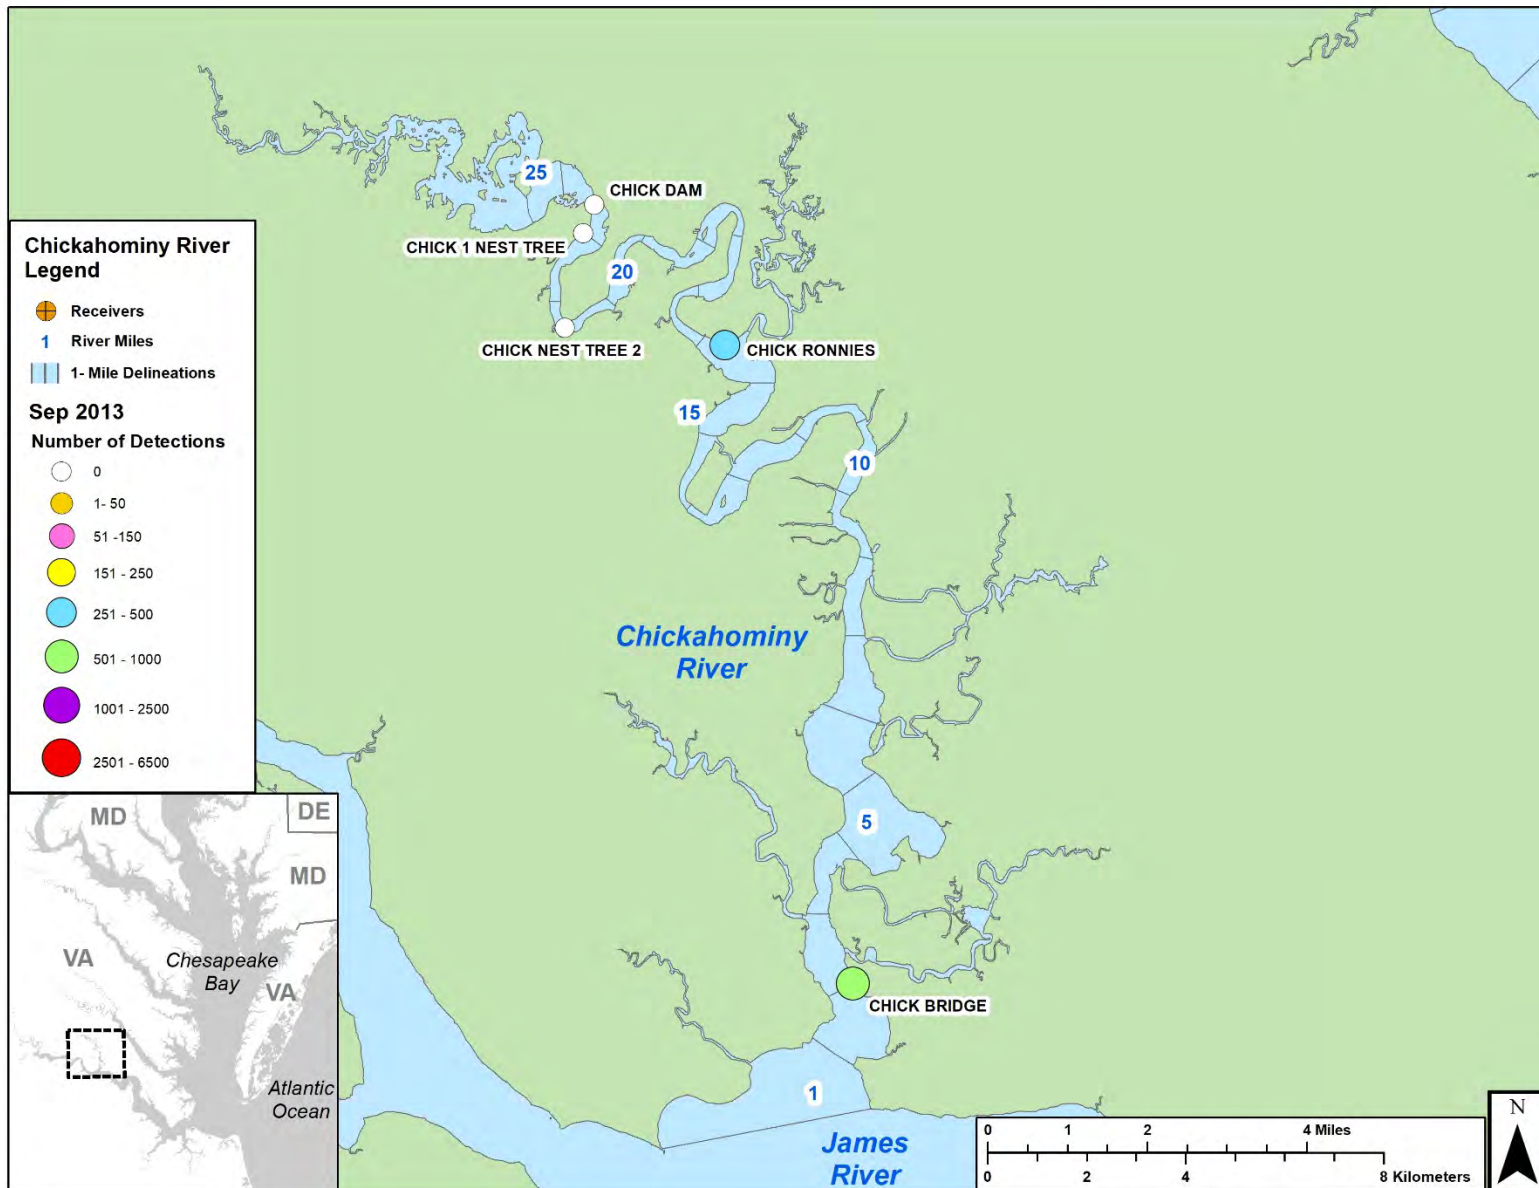 25
CHICK DAM
CHICK 1 NEST TREE
20
CHICK NEST TREE 2
CHICK RONNIES
15
10
Chickahominy
River
5
CHICK BRIDGE
1
James
River
Chickahominy River
Legend
Receivers
1 River Miles
1- Mile Delineations
Sep 2013
Number of Detections
0
1- 50
51 -150
151 - 250
251 - 500
501 - 1000
1001 - 2500
2501 - 6500
MD
DE
MD
VA
Chesapeake
Bay
VA
Atlantic
Ocean
0 1 2 4 Miles
0 2 4 8 Kilometers
N